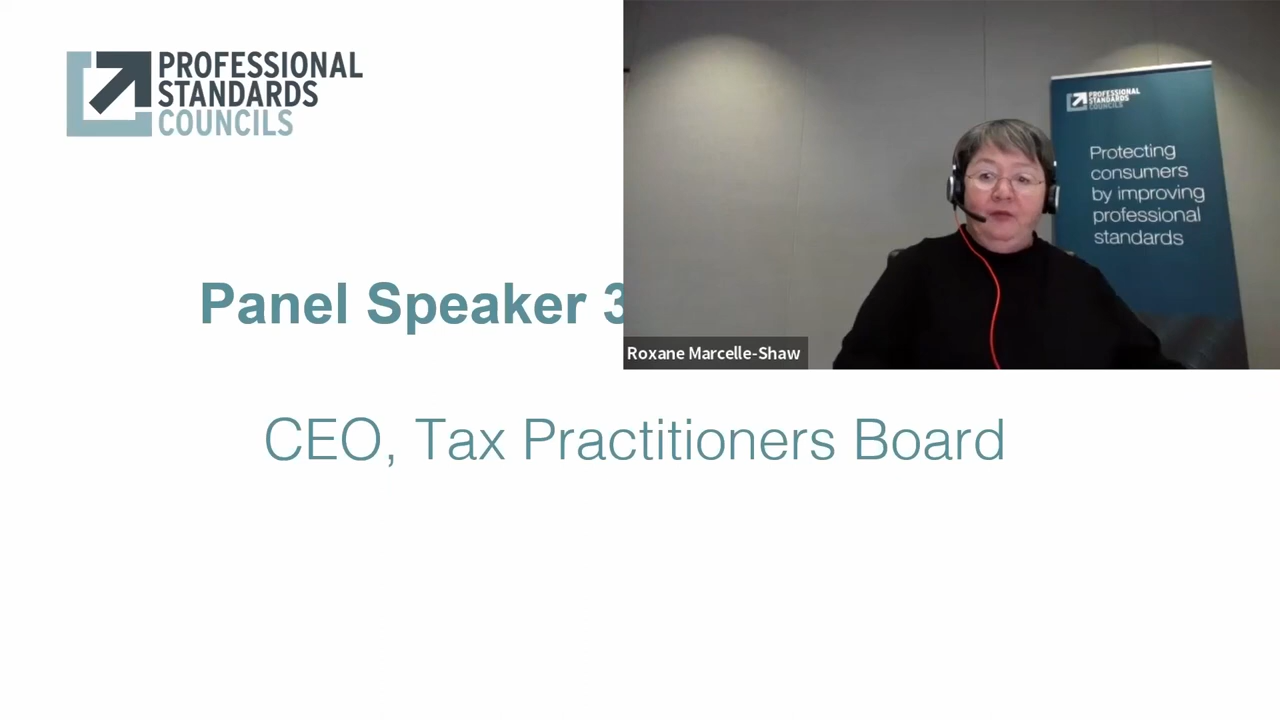 PROFESSIONAL
STANDARDS
COUNCILS
Panel Speaker 3
CEO, Tax Practitioners Board
PROFESSIONAL
STANDARDS
COUNCILS
Protecting
consumers
by improving
professional
standards
Roxane Marcelle-Shaw